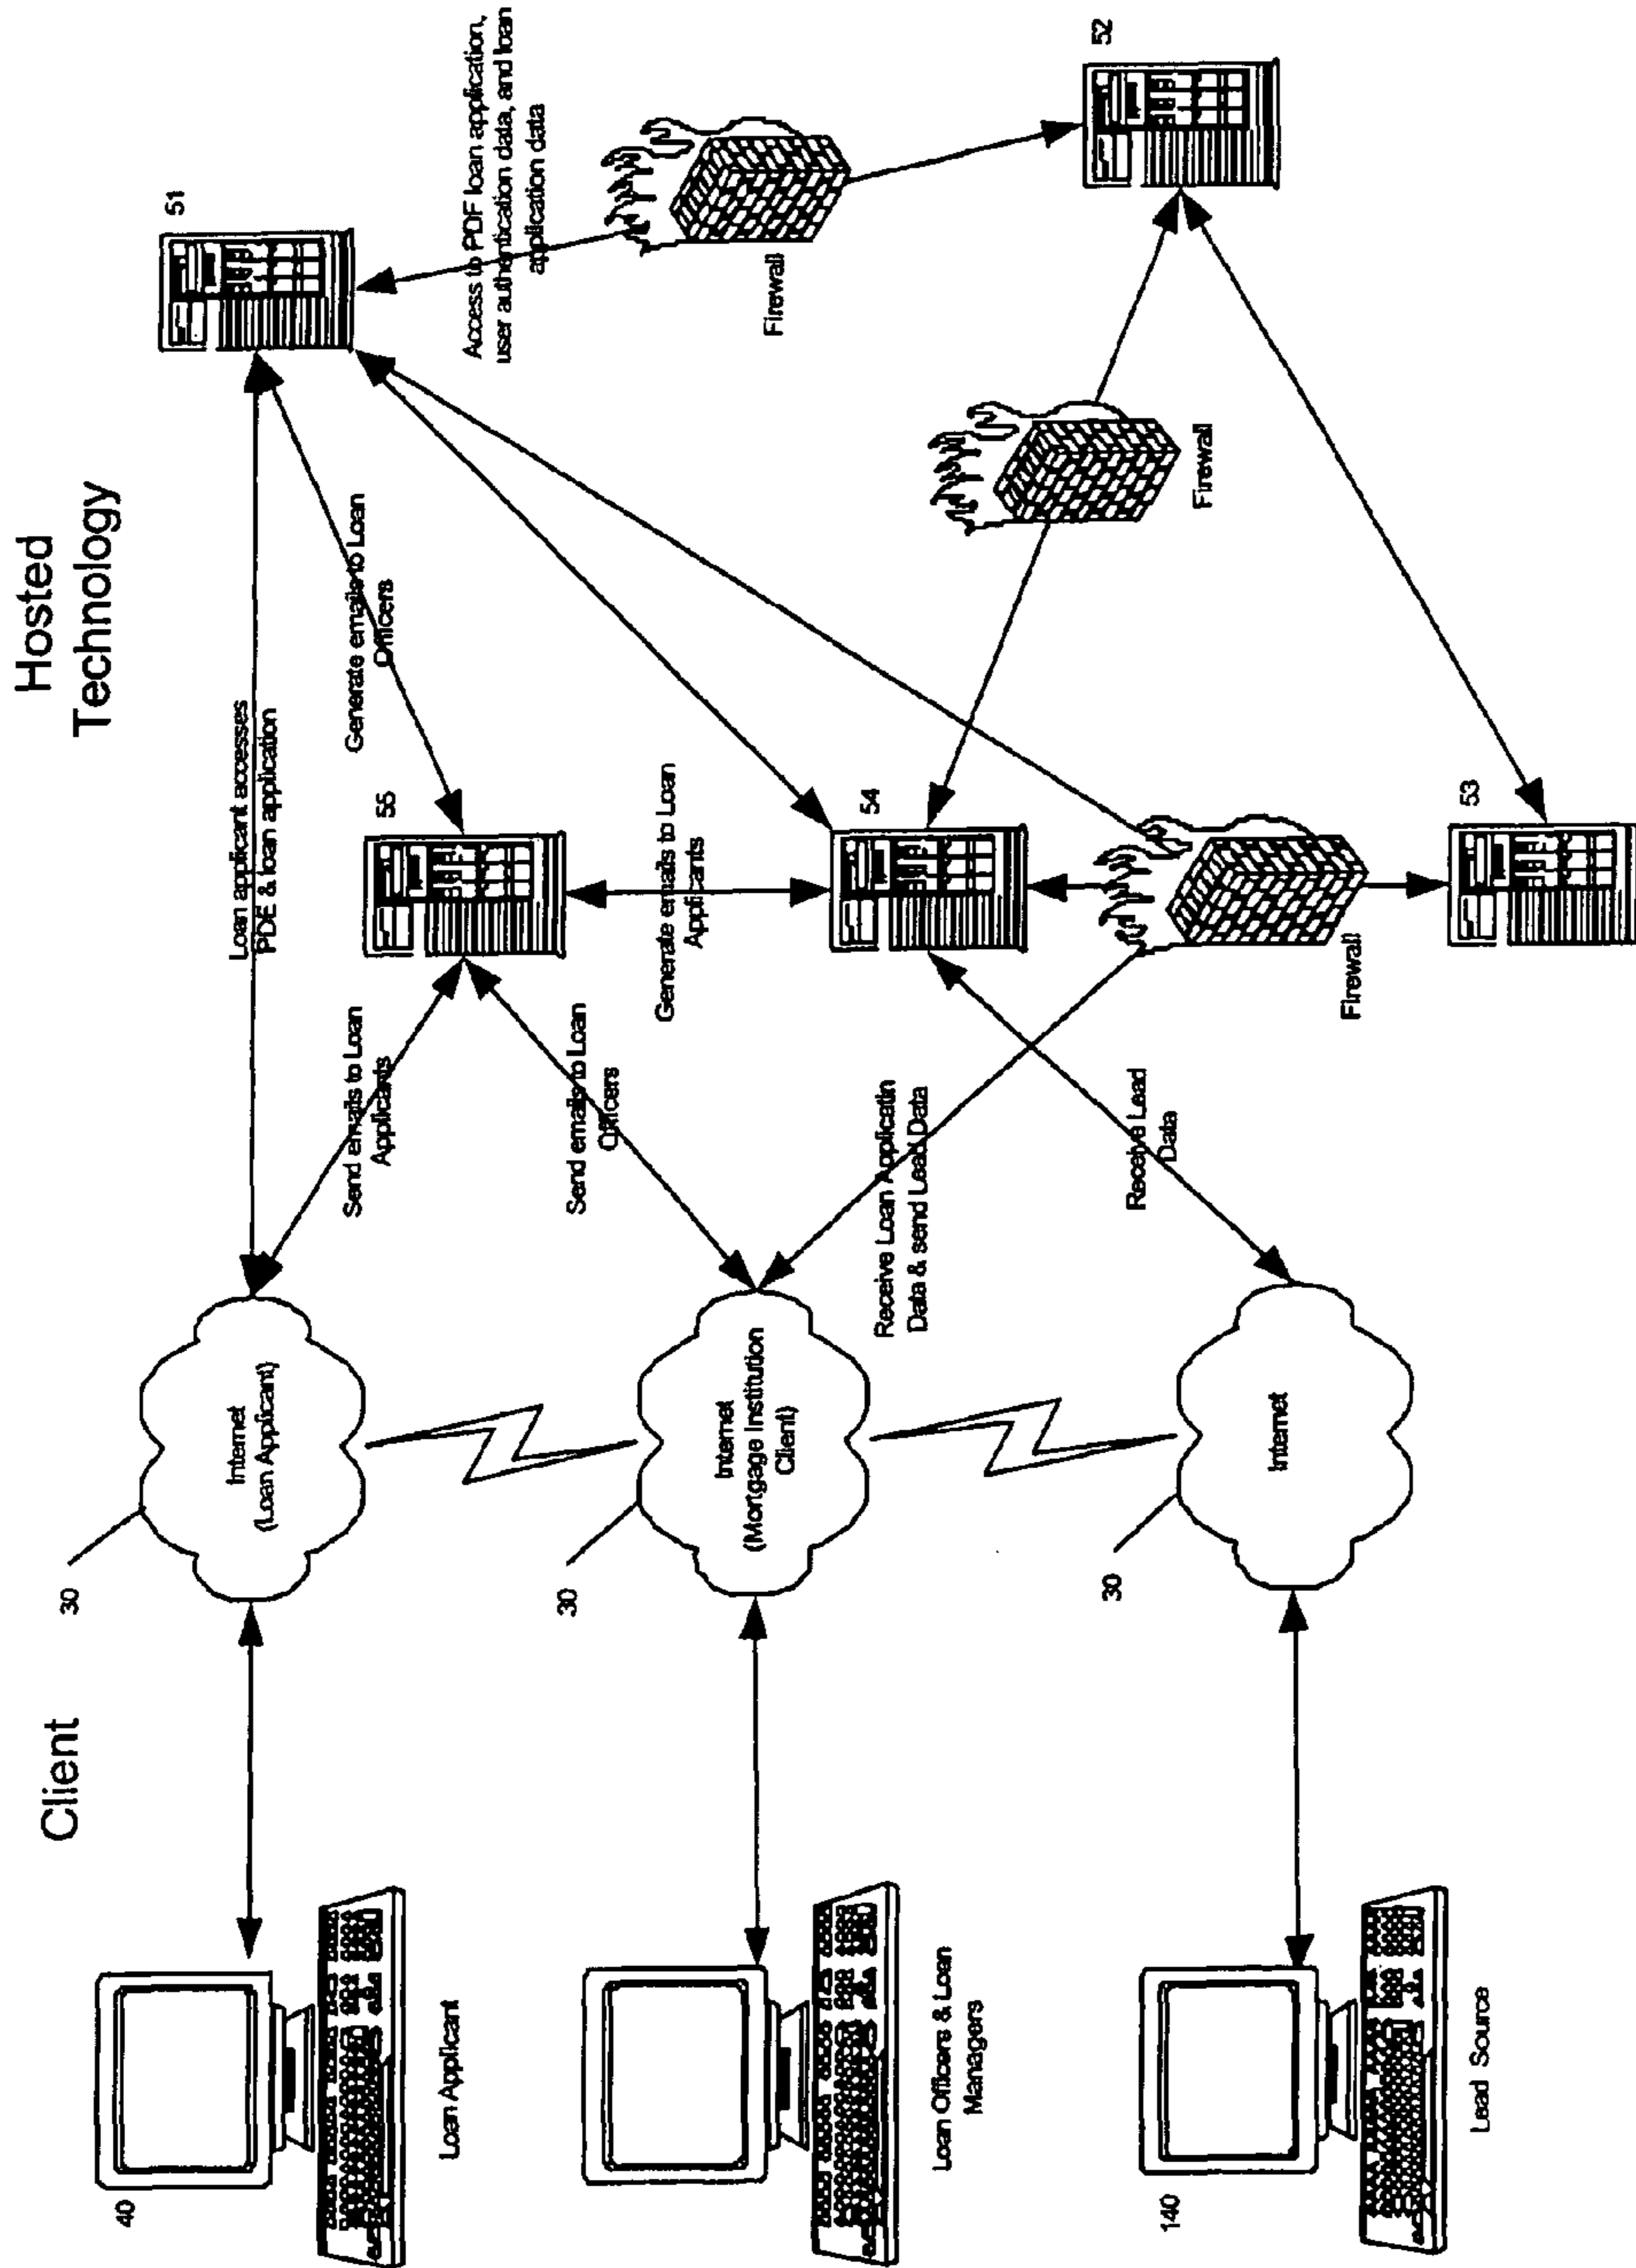 Client
Hosted
Technology
40
Loan Applicant
30
Internet
(Loan Applicant)
Loan applicant accesses
PDE & loan application
51
Send emails to Loan
Applicants
Generate emails to Loan
Officers
55
Access to PDF loan application,
user authentication data, and loan
application data
Firewall
Loan Officers & Loan
Managers
30
Internet
(Mortgage Institution
Client)
Send emails to Loan
Officers
Generate emails to Loan
Applicants
54
Receive Loan Applicatin
Data & send Lead Data
Firewall
52
140
Lead Source
30
Internet
Receive Lead
Data
Firewall
53